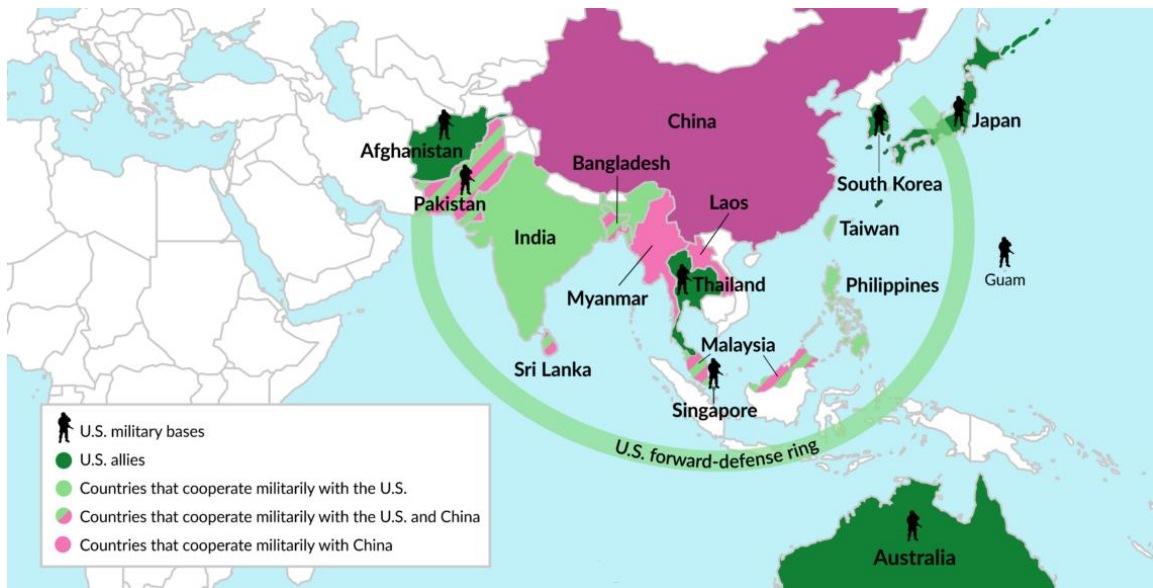 China
Japan
Afghanistan
Bangladesh
South Korea
Pakistan
Laos
Taiwan
India
Guam
Thailand
Philippines
Myanmar
Malaysia
Sri Lanka
Singapore
U.S. forward-defense ring
U.S. military bases
U.S. allies
Countries that cooperate militarily with the U.S.
Countries that cooperate militarily with the U.S. and China
Countries that cooperate militarily with China
Australia